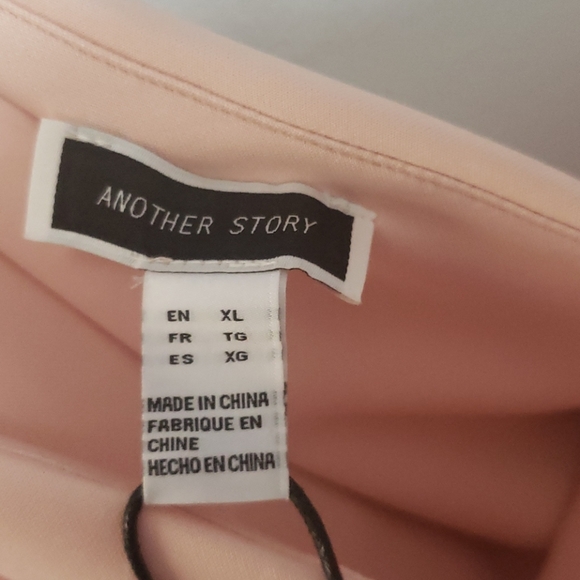 ANOTHER STORY
EN XL
FR TG
ES XG
MADE IN CHINA
FABRIQUE EN
CHINE
HECHO EN CHINA